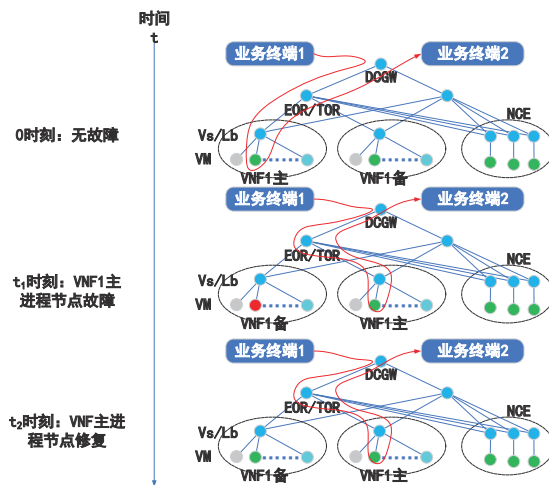 时间
t
业务终端1
业务终端2
DCGW
EOR/TOR
NCE
0时刻：无故障
Vs/Lb
VM
VNF1主
VNF1备
业务终端1
业务终端2
DCGW
EOR/TOR
NCE
t₁时刻：VNF1主
进程节点故障
Vs/Lb
VM
VNF1备
VNF1主
业务终端1
业务终端2
DCGW
EOR/TOR
NCE
t₂时刻：VNF主进
程节点修复
Vs/Lb
VM
VNF1备
VNF1主